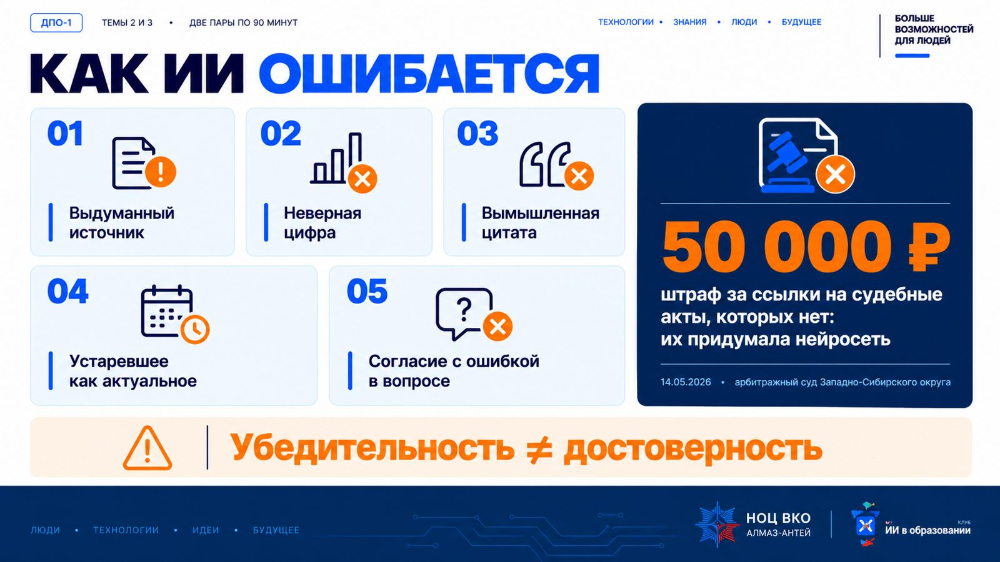 ДПО-1
ТЕМЫ 2 И 3 • ДВЕ ПАРЫ ПО 90 МИНУТ
ТЕХНОЛОГИИ • ЗНАНИЯ • ЛЮДИ • БУДУЩЕЕ
БОЛЬШЕ
ВОЗМОЖНОСТЕЙ
ДЛЯ ЛЮДЕЙ
КАК ИИ ОШИБАЕТСЯ
01
Выдуманный
источник
02
Неверная
цифра
03
Вымышленная
цитата
04
Устаревшее
как актуальное
05
?
Согласие с ошибкой
в вопросе
50 000 ₽
штраф за ссылки на судебные
акты, которых нет:
их придумала нейросеть
14.05.2026 • арбитражный суд Западно-Сибирского округа
Убедительность ≠ достоверность
ЛЮДИ • ТЕХНОЛОГИИ • ИДЕИ • БУДУЩЕЕ
НОЦ ВКО
АЛМАЗ-АНТЕЙ
КЛУБ
ИИ в образовании